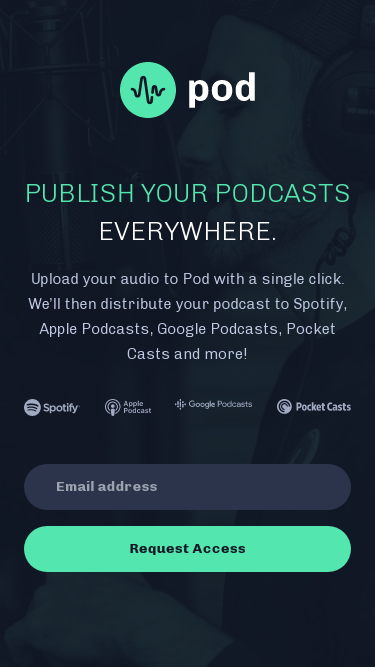 pod
PUBLISH YOUR PODCASTS
EVERYWHERE.
Upload your audio to Pod with a single click.
We’ll then distribute your podcast to Spotify,
Apple Podcasts, Google Podcasts, Pocket
Casts and more!
Spotify Apple Podcast Google Podcasts Pocket Casts
Email address
Request Access